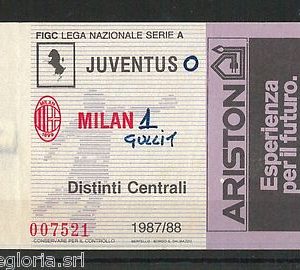 FIGC LEGA NAZIONALE SERIE A
JUVENTUS 0
MILAN 1
GULLIT
Distinti Centrali
007521 1987/88
CONSERVARE PER IL CONTROLLO
ARISTON
Esperienza
per il futuro.
egloria.srl